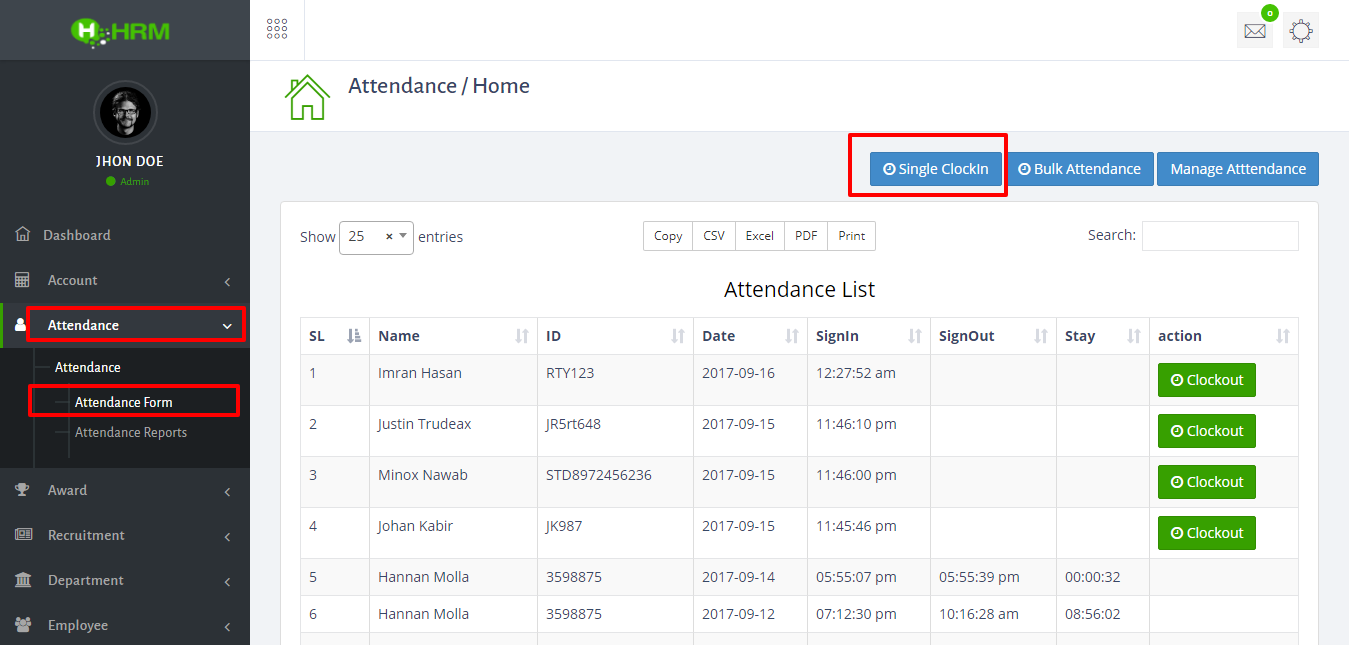 HRM
0
Attendance / Home
JHON DOE
Admin
Dashboard
Account
Attendance
Attendance
Attendance Form
Attendance Reports
Award
Recruitment
Department
Employee
Single ClockIn Bulk Attendance Manage Atttendance
Show 25 × entries Copy CSV Excel PDF Print Search:
Attendance List
SL Name ID Date SignIn SignOut Stay action
1 Imran Hasan RTY123 2017-09-16 12:27:52 am Clockout
2 Justin Trudeax JR5rt648 2017-09-15 11:46:10 pm Clockout
3 Minox Nawab STD8972456236 2017-09-15 11:46:00 pm Clockout
4 Johan Kabir JK987 2017-09-15 11:45:46 pm Clockout
5 Hannan Molla 3598875 2017-09-14 05:55:07 pm 05:55:39 pm 00:00:32
6 Hannan Molla 3598875 2017-09-12 07:12:30 pm 10:16:28 am 08:56:02